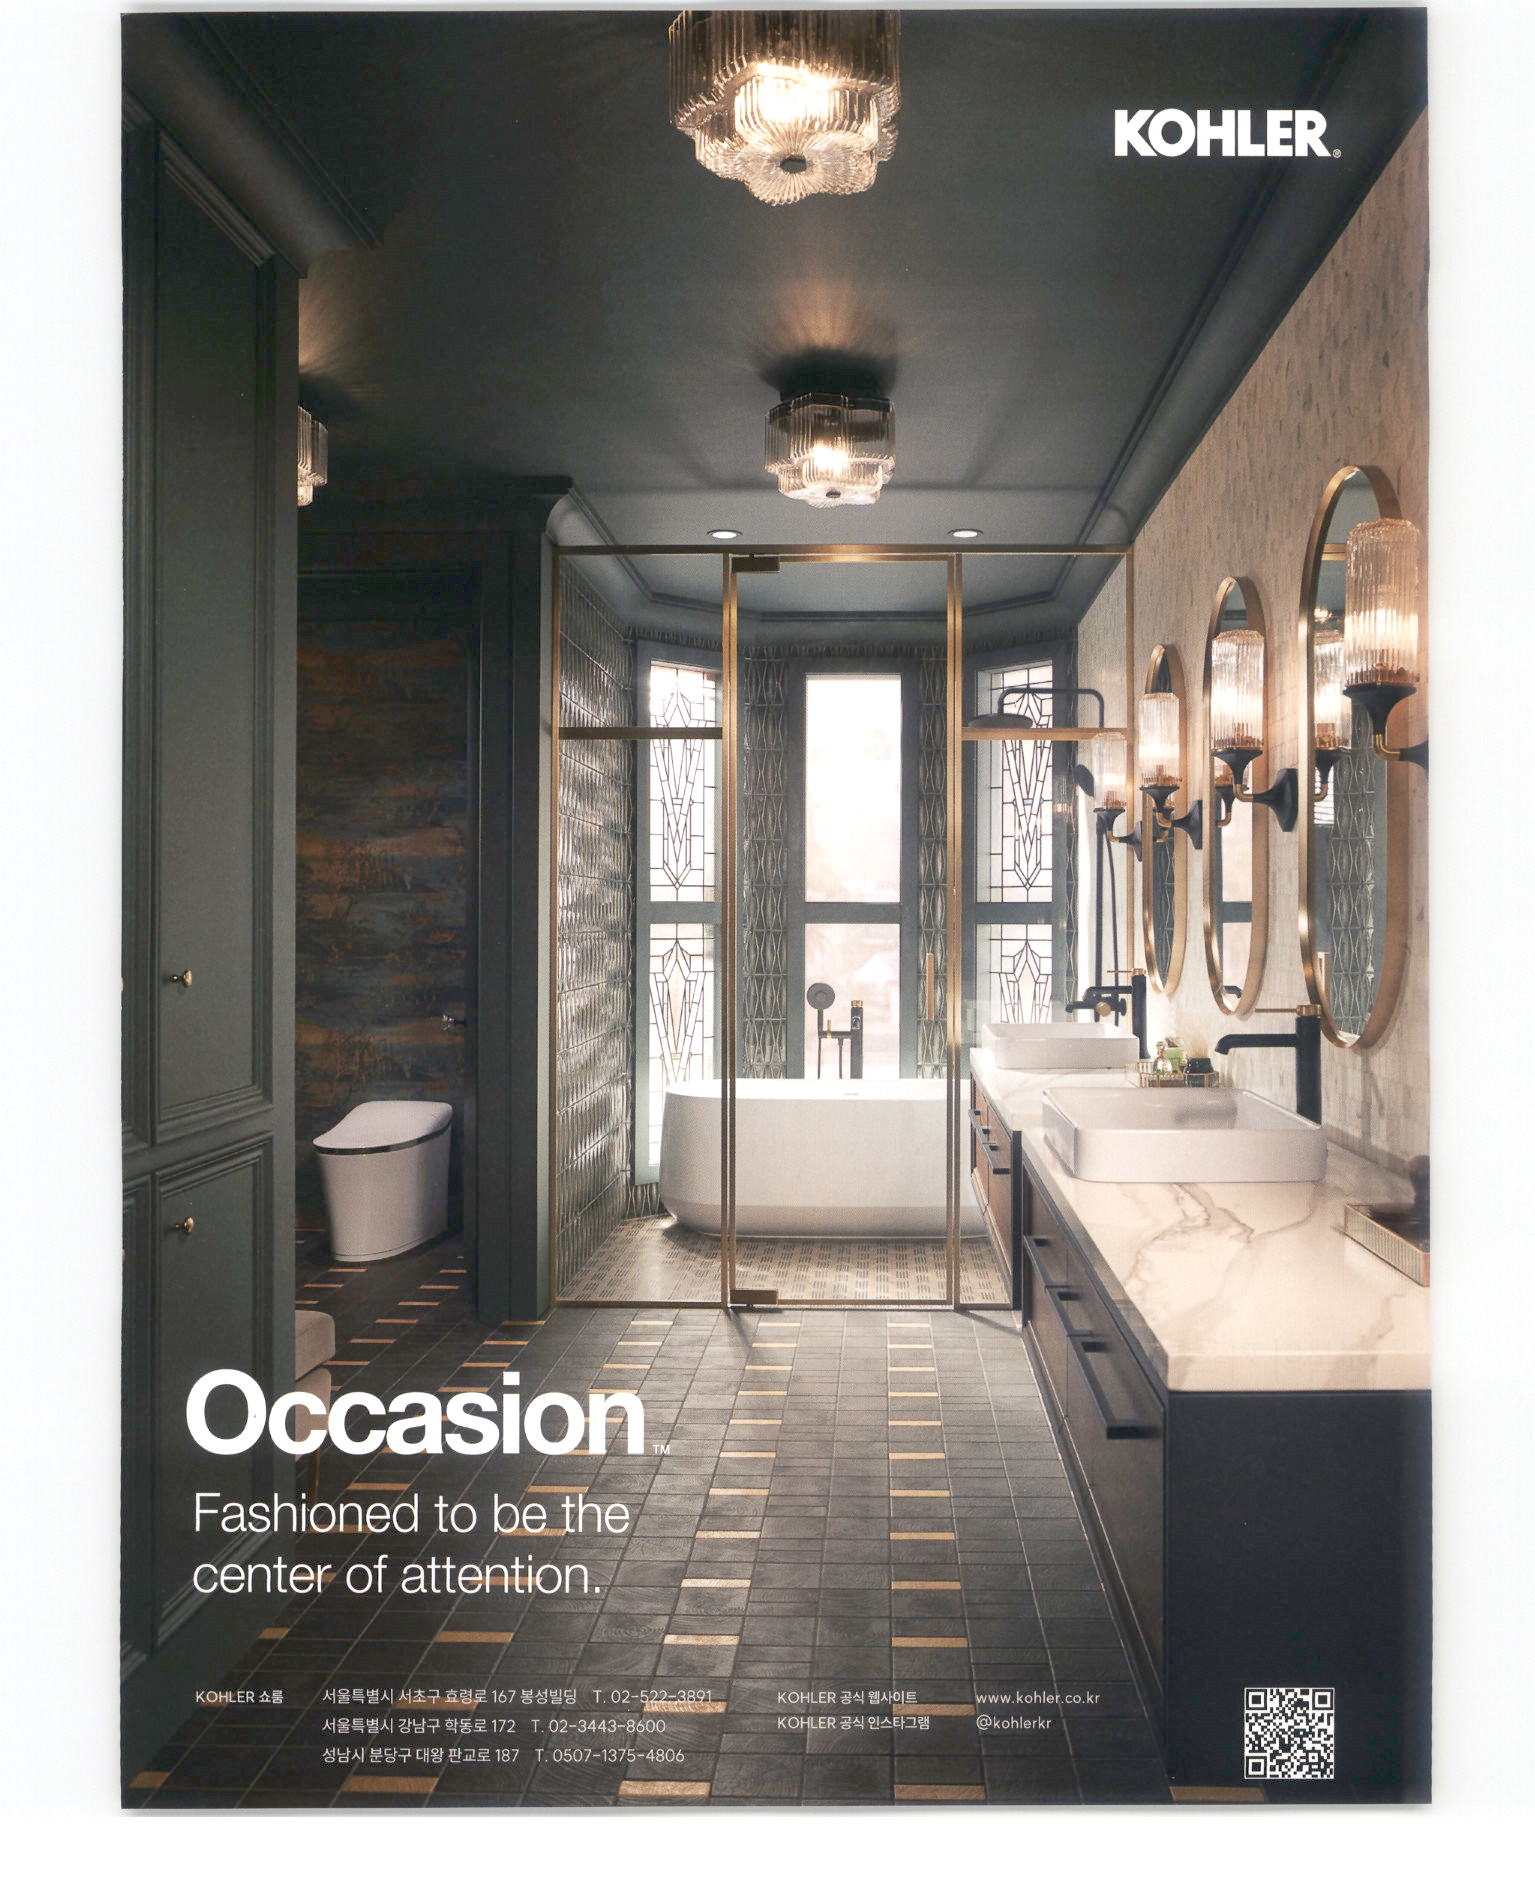 KOHLER®
Occasion™
Fashioned to be the
center of attention.
KOHLER 쇼룸 서울특별시 서초구 효령로 167 봉성빌딩 T. 02-522-3891
서울특별시 강남구 학동로 172 T. 02-3443-8600
성남시 분당구 대왕 판교로 187 T. 0507-1375-4806
KOHLER 공식 웹사이트 www.kohler.co.kr
KOHLER 공식 인스타그램 @kohlerkr